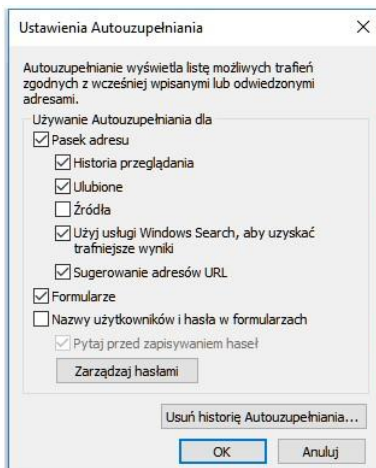 Ustawienia Autouzupełniania
Autouzupełnianie wyświetla listę możliwych trafień
zgodnych z wcześniej wpisanymi lub odwiedzonymi
adresami.
Używanie Autouzupełniania dla
Pasek adresu
Historia przeglądania
Ulubione
Źródła
Użyj usługi Windows Search, aby uzyskać
trafniejsze wyniki
Sugerowanie adresów URL
Formularze
Nazwy użytkowników i hasła w formularzach
Pytaj przed zapisywaniem haseł
Zarządzaj hasłami
Usuń historię Autouzupełniania...
OK Anuluj